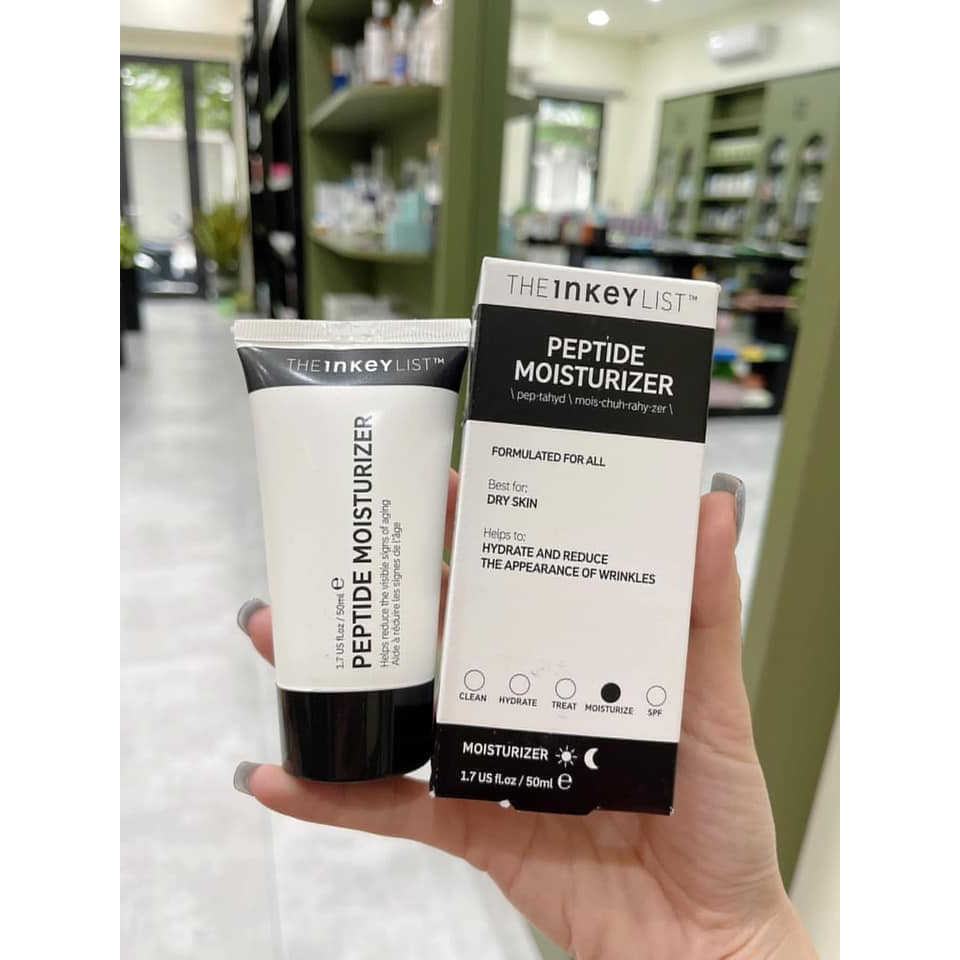 THE INKEY LIST™
PEPTIDE MOISTURIZER
Helps reduce the visible signs of aging
Aide à réduire les signes de l'âge
1.7 US fl.oz / 50ml ℮
THE INKEY LIST™
PEPTIDE
MOISTURIZER
\ pep·tahyd \ mois·chuh·rahy·zer \
FORMULATED FOR ALL
Best for:
DRY SKIN
Helps to:
HYDRATE AND REDUCE
THE APPEARANCE OF WRINKLES
CLEAN HYDRATE TREAT MOISTURIZE SPF
MOISTURIZER
1.7 US fl.oz / 50ml ℮